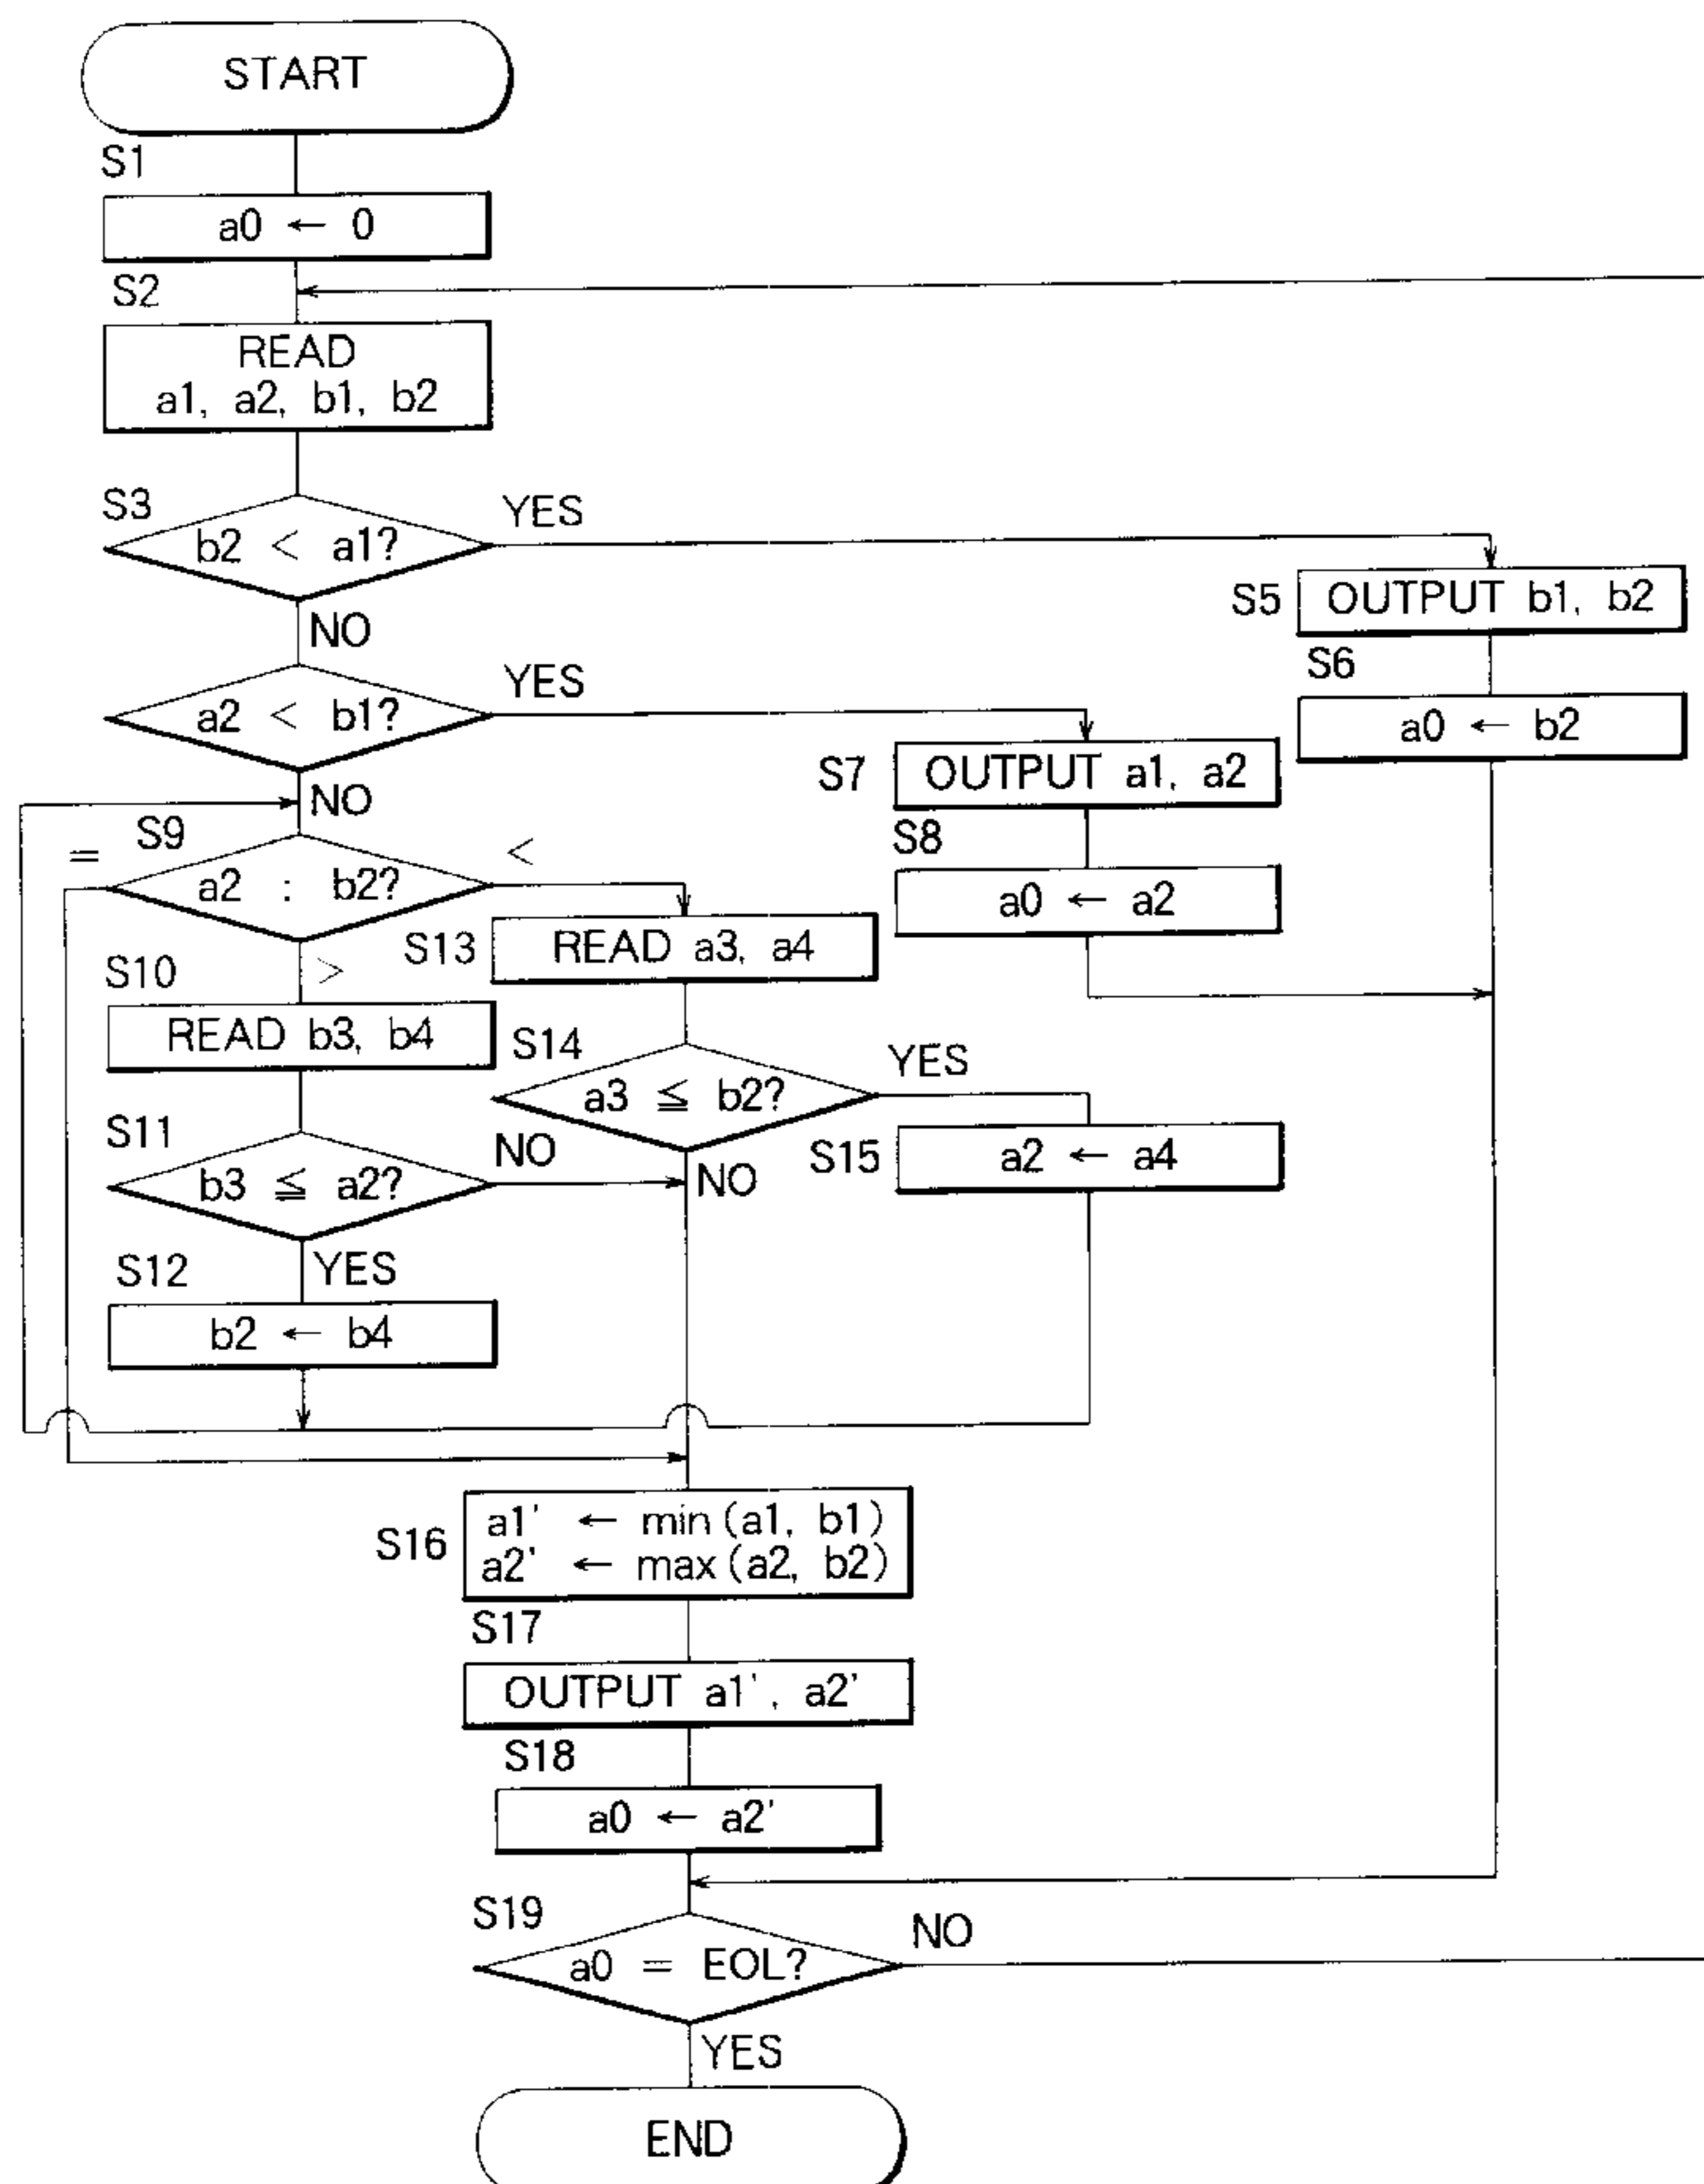 START
S1
a0 ← 0
S2
READ
a1, a2, b1, b2
S3
b2 < a1?
YES
NO
S5
OUTPUT b1, b2
S6
a0 ← b2
a2 < b1?
YES
NO
S7
OUTPUT a1, a2
S8
a0 ← a2
S9
=
a2 : b2?
<
>
S13
READ a3, a4
S10
READ b3, b4
S14
a3 ≦ b2?
YES
NO
S11
b3 ≦ a2?
NO
YES
S15
a2 ← a4
S12
b2 ← b4
S16
a1' ← min (a1, b1)
a2' ← max (a2, b2)
S17
OUTPUT a1', a2'
S18
a0 ← a2'
S19
a0 = EOL?
NO
YES
END